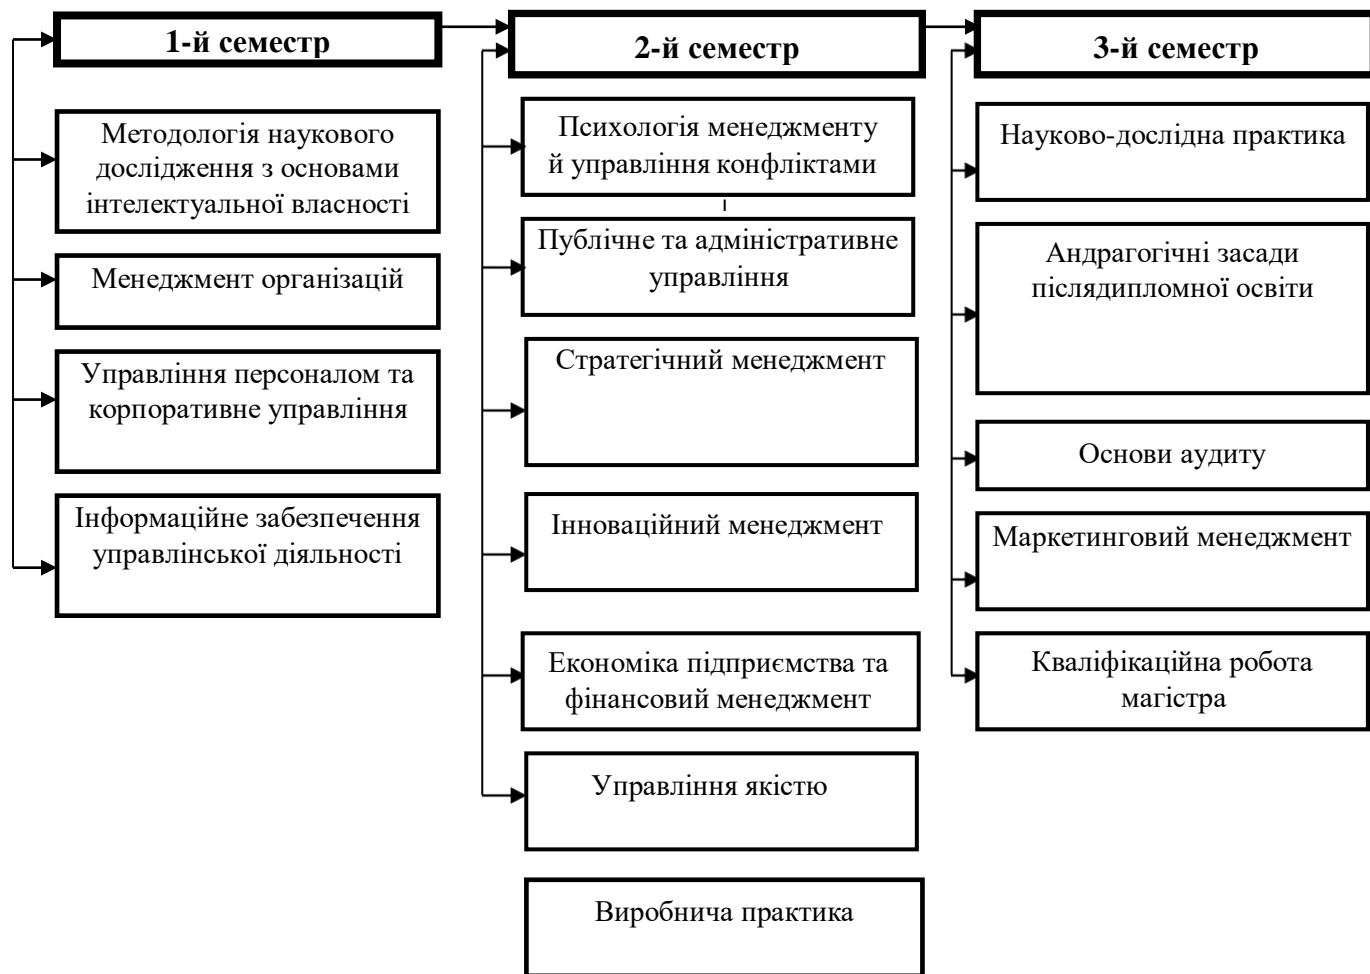 1-й семестр
Методологія наукового
дослідження з основами
інтелектуальної власності
Менеджмент організацій
Управління персоналом та
корпоративне управління
Інформаційне забезпечення
управлінської діяльності
2-й семестр
Психологія менеджменту
й управління конфліктами
Публічне та адміністративне
управління
Стратегічний менеджмент
Інноваційний менеджмент
Економіка підприємства та
фінансовий менеджмент
Управління якістю
Виробнича практика
3-й семестр
Науково-дослідна практика
Андрагогічні засади
післядипломної освіти
Основи аудиту
Маркетинговий менеджмент
Кваліфікаційна робота
магістра